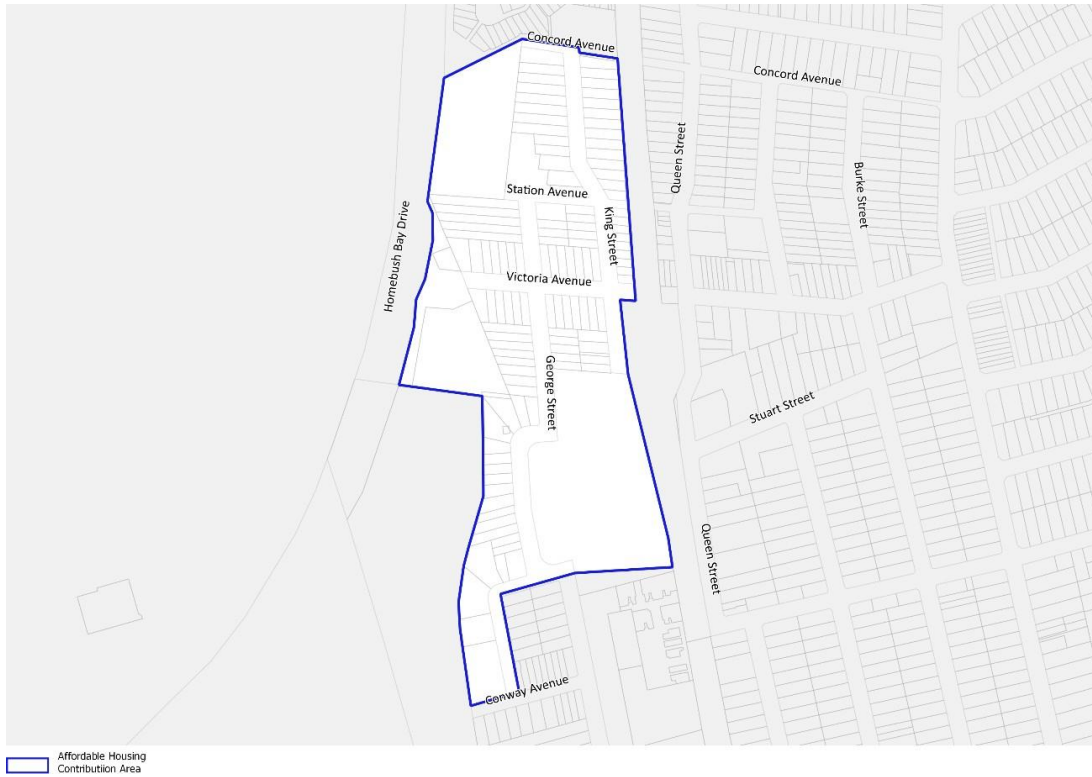 Concord Avenue
Concord Avenue
Queen Street
Burke Street
Station Avenue
King Street
Homebush Bay Drive
Victoria Avenue
George Street
Stuart Street
Queen Street
Conway Avenue
Affordable Housing
Contributiion Area